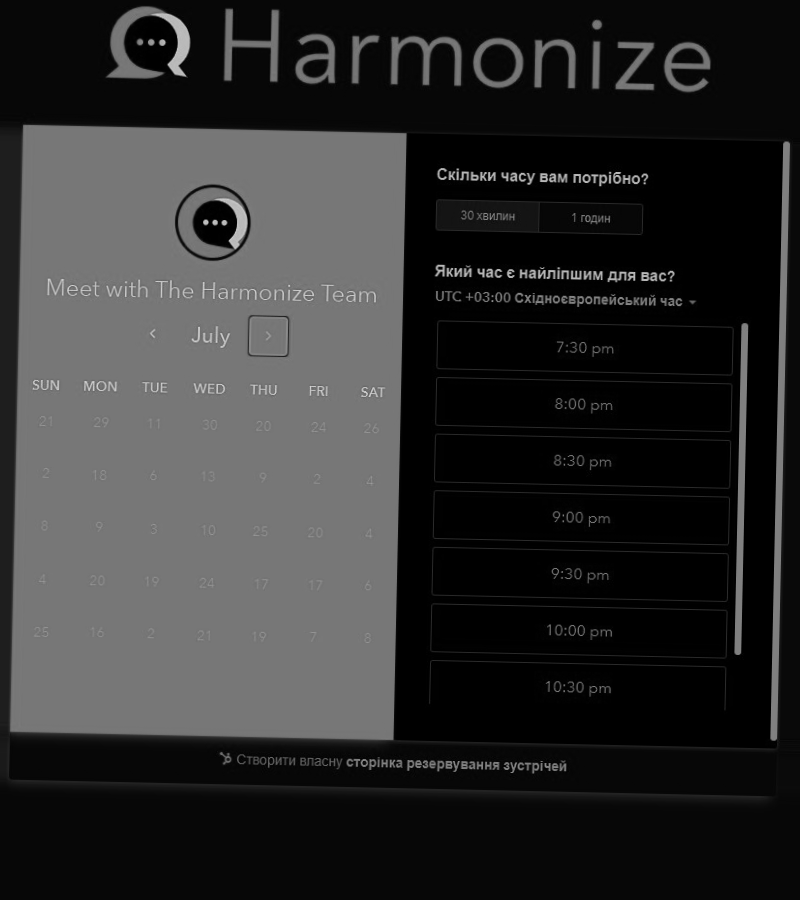 Harmonize
Meet with The Harmonize Team
July
SUN MON TUE WED THU FRI SAT
21 29 11 30 20 24 26
2 18 6 13 9 2 4
8 9 3 10 25 20 4
4 20 19 24 17 17 6
25 16 2 21 19 7 8
Скільки часу вам потрібно?
30 хвилин 1 годин
Який час є найліпшим для вас?
UTC +03:00 Східноєвропейський час
7:30 pm
8:00 pm
8:30 pm
9:00 pm
9:30 pm
10:00 pm
10:30 pm
Створити власну сторінка резервування зустрічей